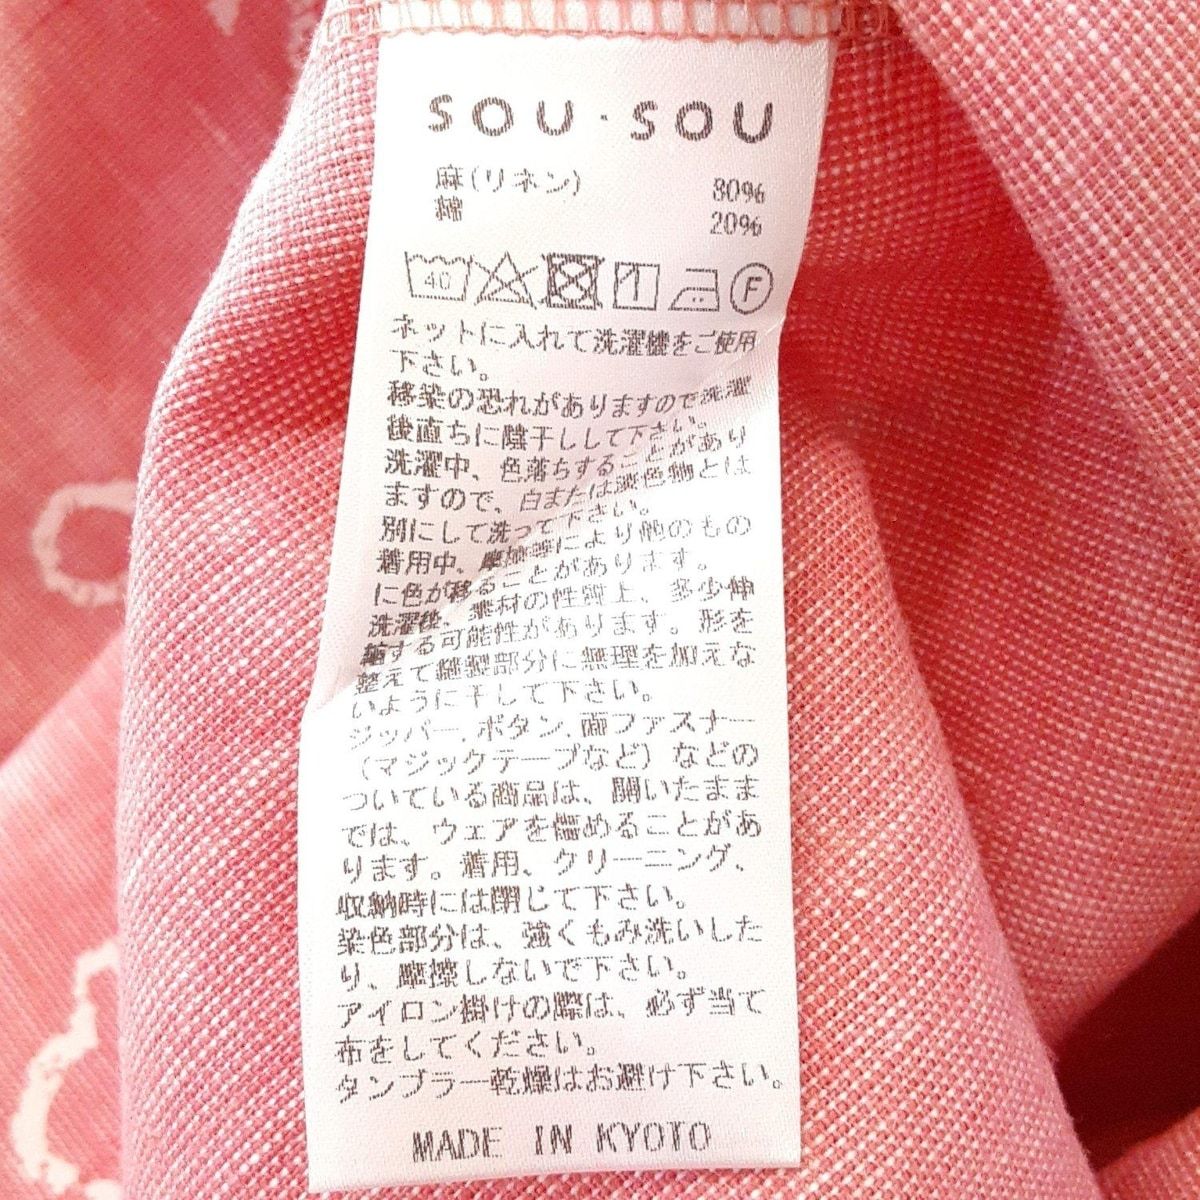 SOU・SOU
麻(リネン) 80%
綿 20%
40 F
ネットに入れて洗濯機をご使用
下さい。
移染の恐れがありますので洗濯
後直ちに陰干しして下さい。
洗濯中、色落ちすることがあり
ますので、白または淡色物とは
別にして洗って下さい。
着用中、摩擦等により他のもの
に色が移ることがあります。
洗濯後、素材の性質上、多少伸
縮する可能性があります。形を
整えて縫製部分に無理を加えな
いように干して下さい。
ジッパー、ボタン、面ファスナー
（マジックテープなど）などの
ついている商品は、開いたまま
では、ウェアを傷めることがあ
ります。着用、クリーニング、
収納時には閉じて下さい。
染色部分は、強くもみ洗いした
り、摩擦しないで下さい。
アイロン掛けの際は、必ず当て
布をしてください。
タンブラー乾燥はお避け下さい。
MADE IN KYOTO